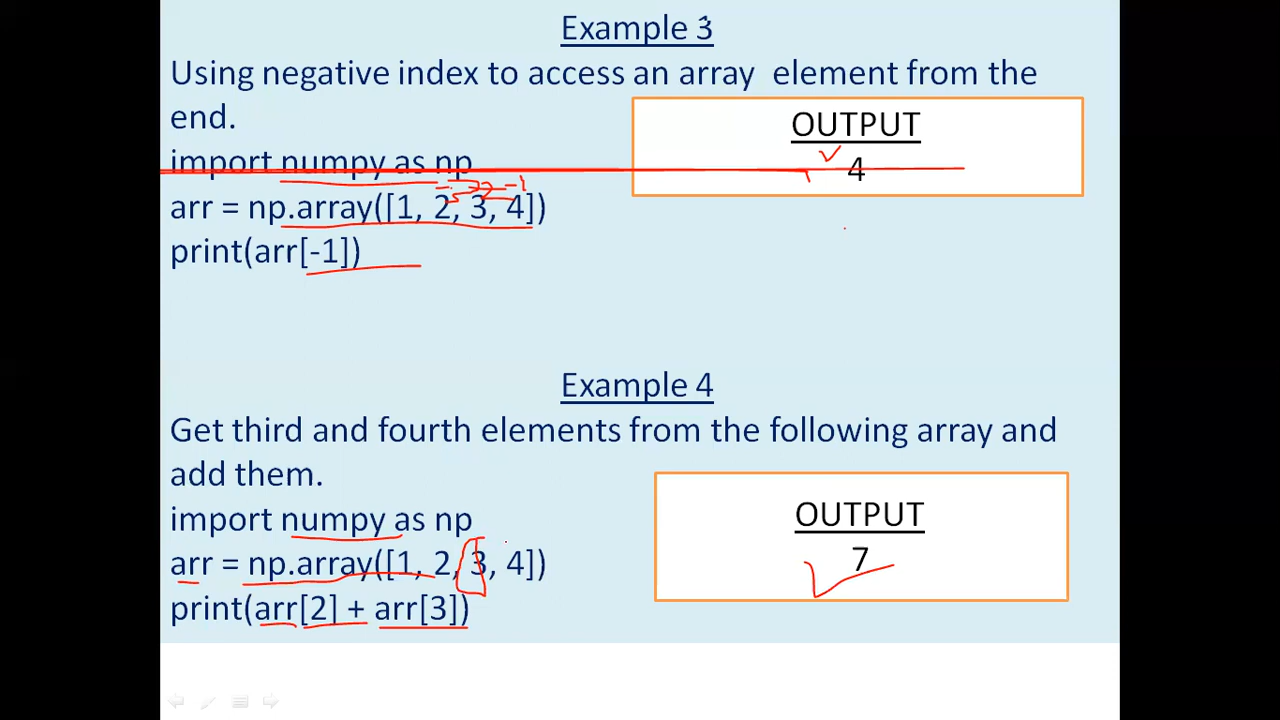 Example 3
Using negative index to access an array element from the
end.
import numpy as np
arr = np.array([1, 2, 3, 4])
print(arr[-1])
OUTPUT
4
-1
Example 4
Get third and fourth elements from the following array and
add them.
import numpy as np
arr = np.array([1, 2, 3, 4])
print(arr[2] + arr[3])
OUTPUT
7